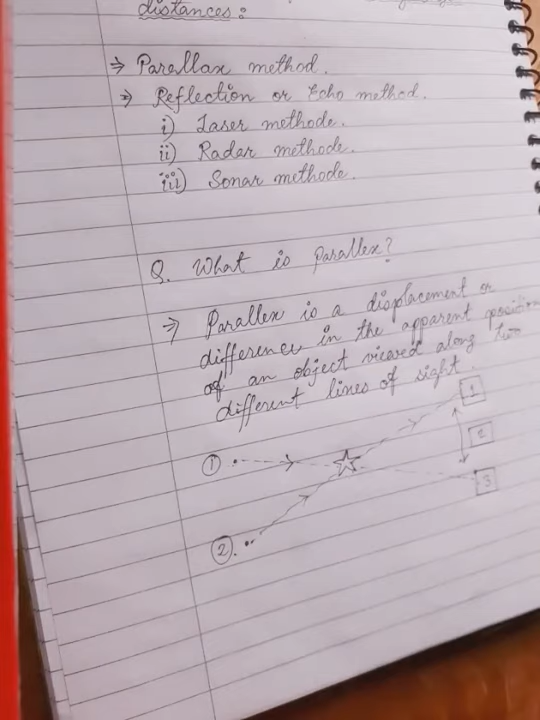 distances :
⇒ Parellax method.
⇒ Reflection or Echo method.
i) Laser methode.
ii) Radar methode.
iii) Sonar methode.
Q. What is parallex?
⇒ Parallex is a displacement or
difference in the apparent position
of an object viewed along two
different lines of sight.
1
① 2
3
②.